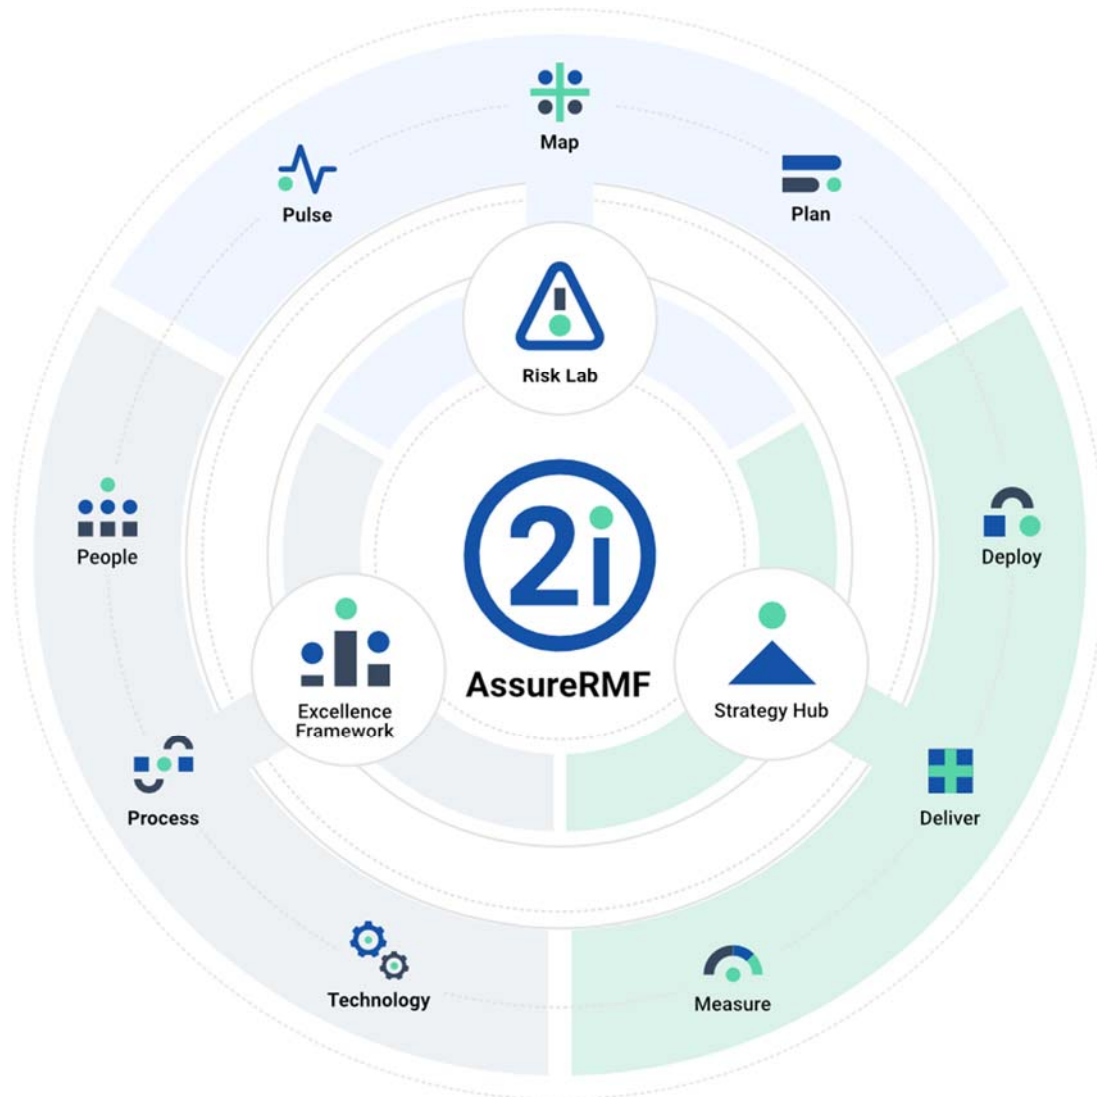 Map
Pulse
Plan
Risk Lab
People
2i
Deploy
AssureRMF
Excellence
Framework
Strategy Hub
Process
Deliver
Technology
Measure